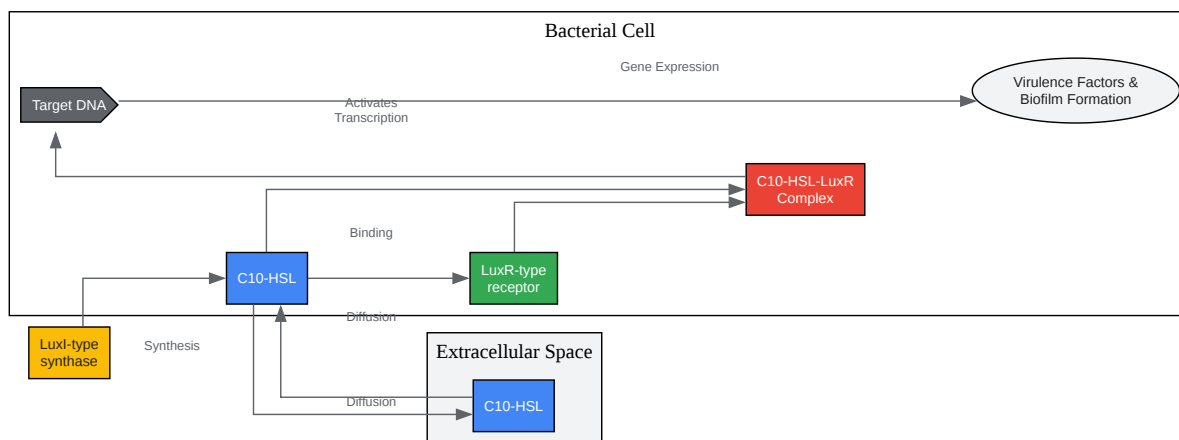 Bacterial Cell
Gene Expression
Virulence Factors &
Biofilm Formation
Target DNA
Activates
Transcription
C10-HSL-LuxR
Complex
Binding
C10-HSL
LuxR-type
receptor
Diffusion
LuxI-type
synthase
Synthesis
Extracellular Space
Diffusion
C10-HSL